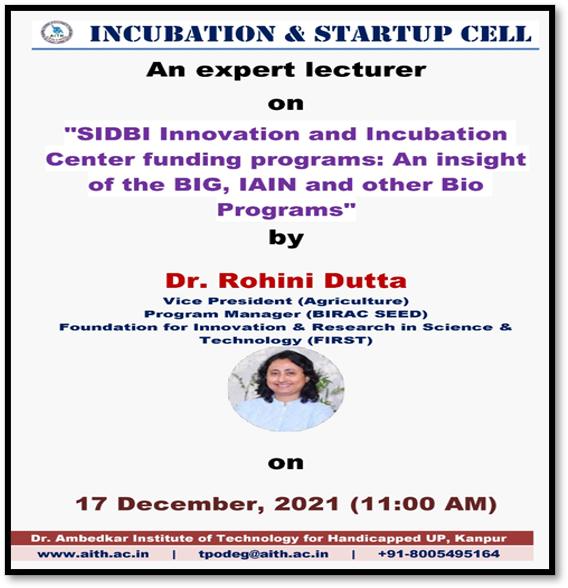 INCUBATION & STARTUP CELL
An expert lecturer
on
"SIDBI Innovation and Incubation
Center funding programs: An insight
of the BIG, IAIN and other Bio
Programs"
by
Dr. Rohini Dutta
Vice President (Agriculture)
Program Manager (BIRAC SEED)
Foundation for Innovation & Research in Science &
Technology (FIRST)
on
17 December, 2021 (11:00 AM)
Dr. Ambedkar Institute of Technology for Handicapped UP, Kanpur
www.aith.ac.in | tpodeg@aith.ac.in | +91-8005495164